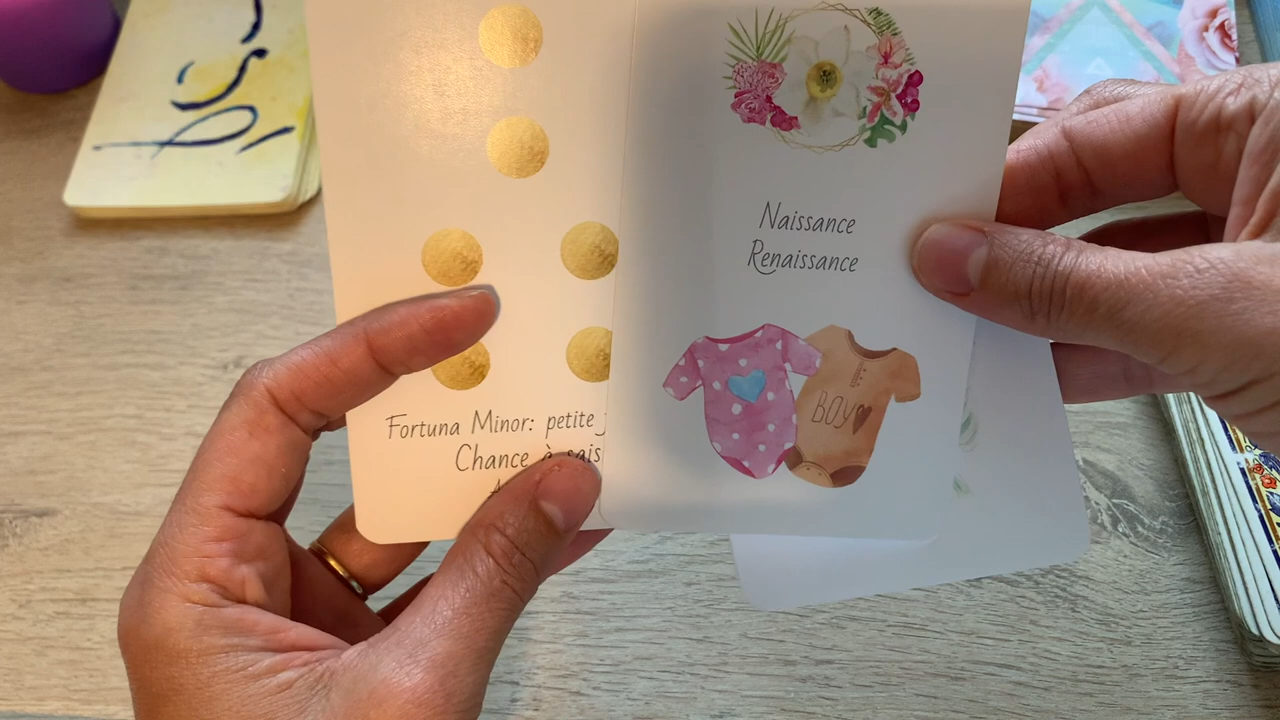 Fortuna Minor: petite
Chance à sais
Naissance
Renaissance
BOY